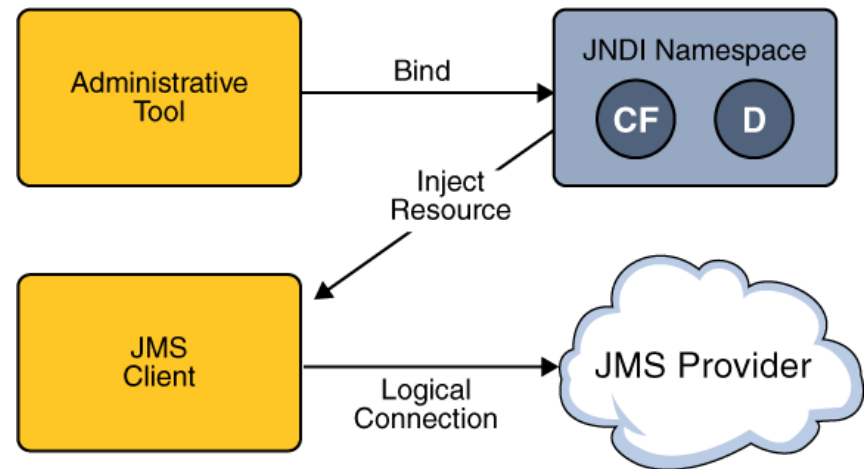 Administrative
Tool
Bind
JNDI Namespace
CF
D
Inject
Resource
JMS
Client
Logical
Connection
JMS Provider